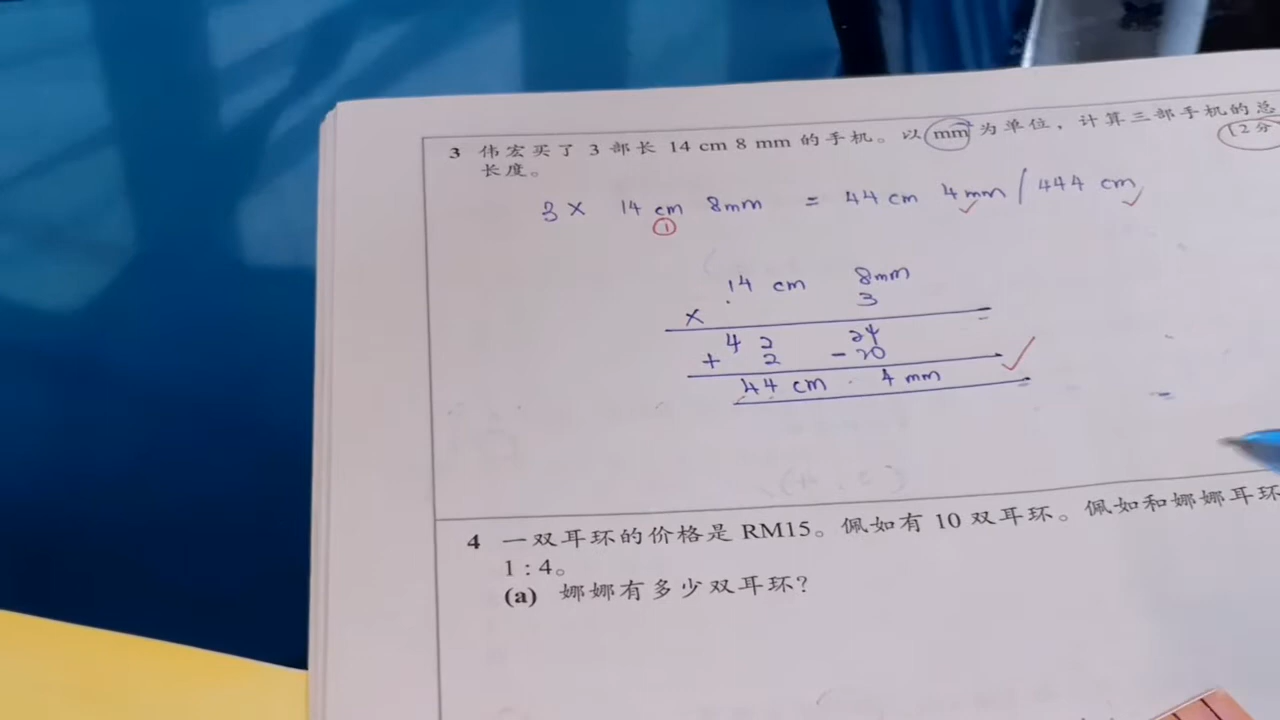 3 伟宏买了 3 部长 14 cm 8 mm 的手机。以 mm 为单位，计算三部手机的总
长度。
[2分
3 × 14 cm 8mm = 44 cm 4mm / 444 cm
①
14 cm 8mm
× 3
42 24
+ 2 - 20
44 cm 4 mm
4 一双耳环的价格是 RM15。佩如有 10 双耳环。佩如和娜娜耳环
1 : 4。
(a) 娜娜有多少双耳环？